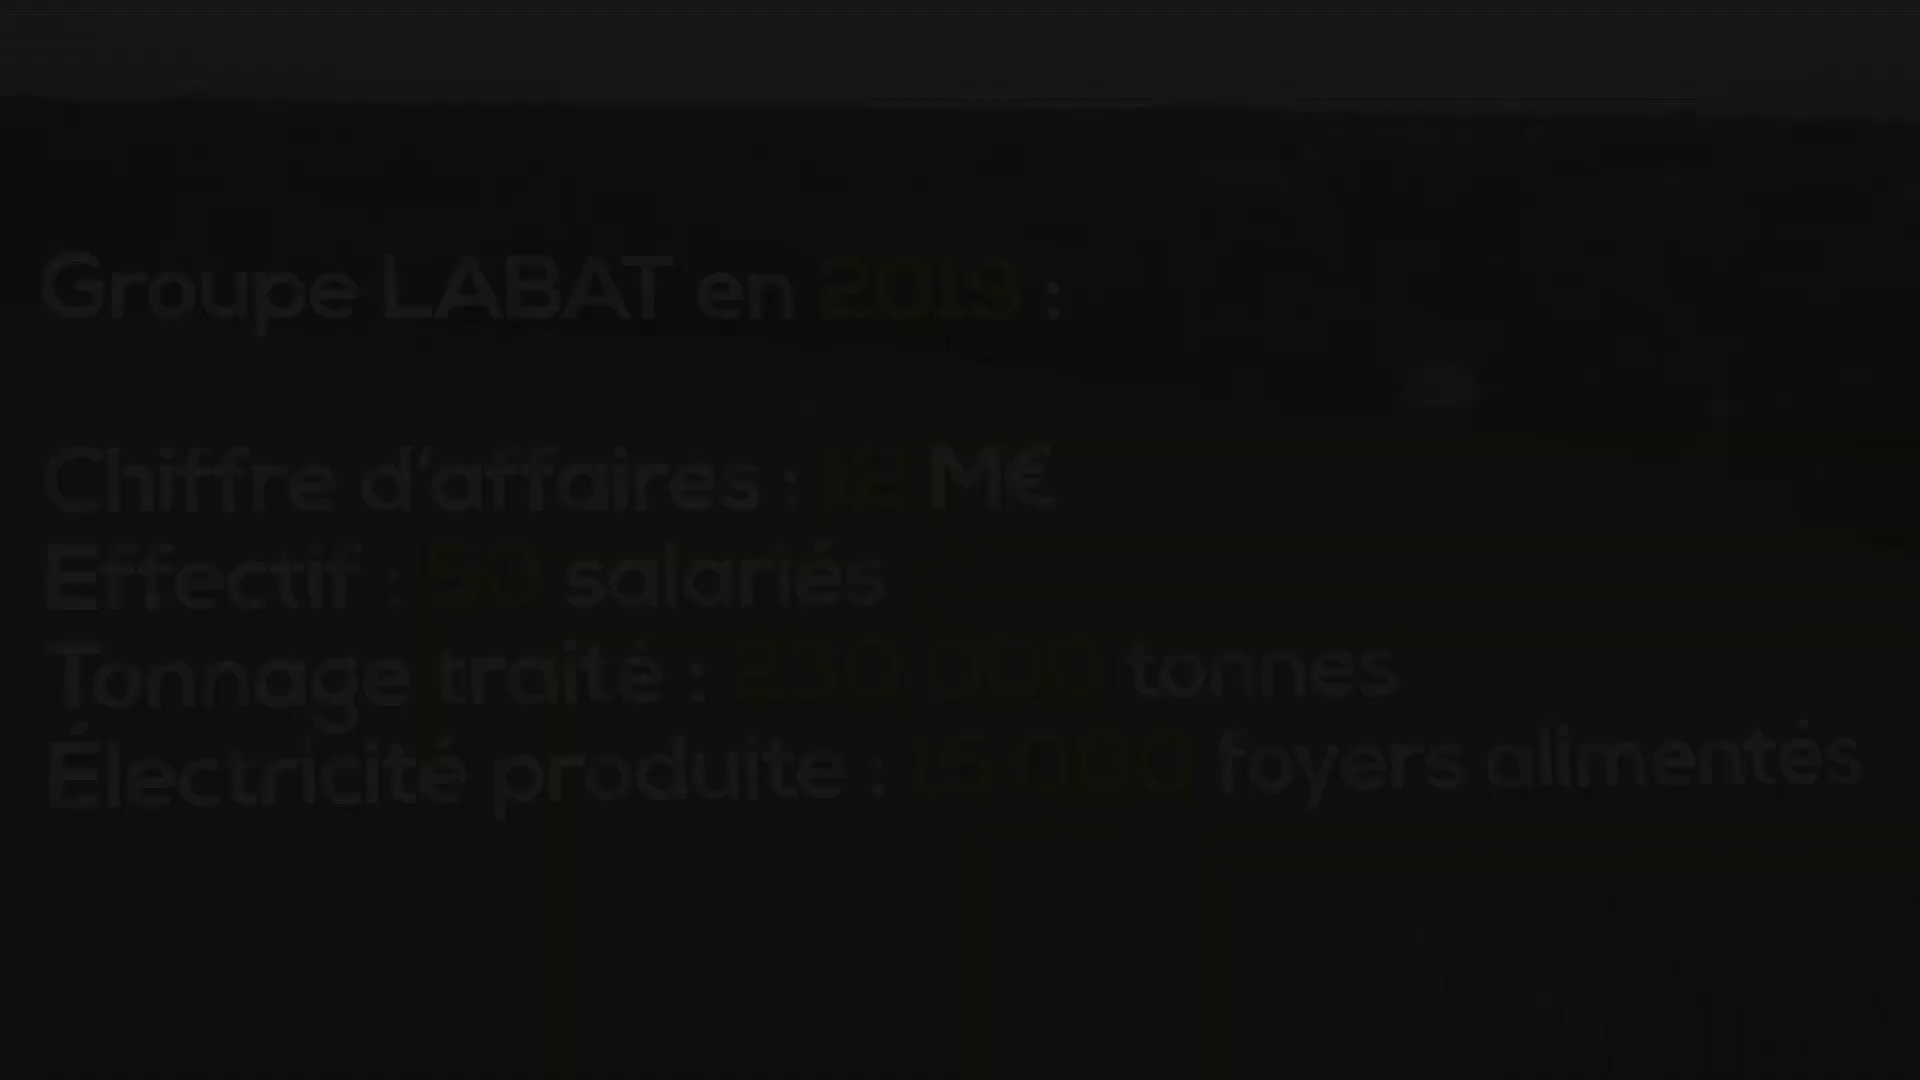 Groupe LABAT en 2019 :
Chiffre d'affaires : 12 M€
Effectif : 50 salariés
Tonnage traité : 230 000 tonnes
Électricité produite : 15 000 foyers alimentés